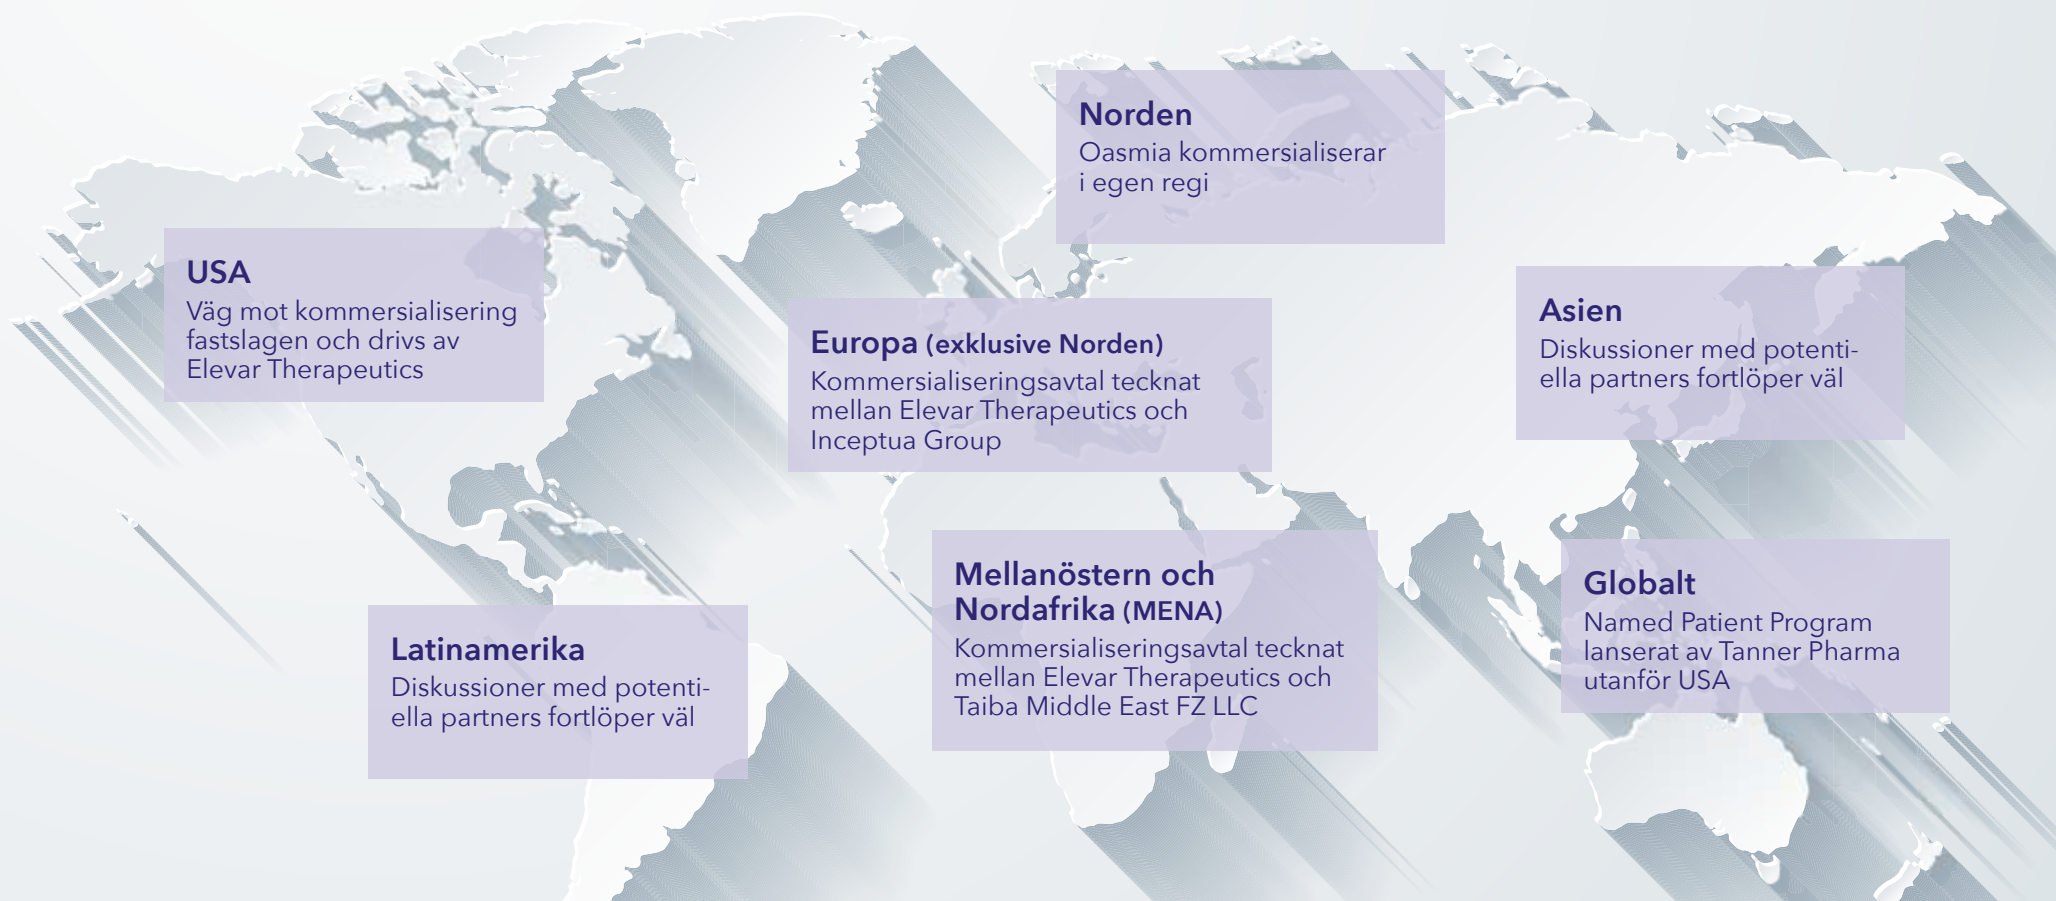 Norden
Oasmia kommersialiserar
i egen regi
USA
Väg mot kommersialisering
fastslagen och drivs av
Elevar Therapeutics
Europa (exklusive Norden)
Kommersialiseringsavtal tecknat
mellan Elevar Therapeutics och
Inceptua Group
Asien
Diskussioner med potenti-
ella partners fortlöper väl
Latinamerika
Diskussioner med potenti-
ella partners fortlöper väl
Mellanöstern och
Nordafrika (MENA)
Kommersialiseringsavtal tecknat
mellan Elevar Therapeutics och
Taiba Middle East FZ LLC
Globalt
Named Patient Program
lanserat av Tanner Pharma
utanför USA